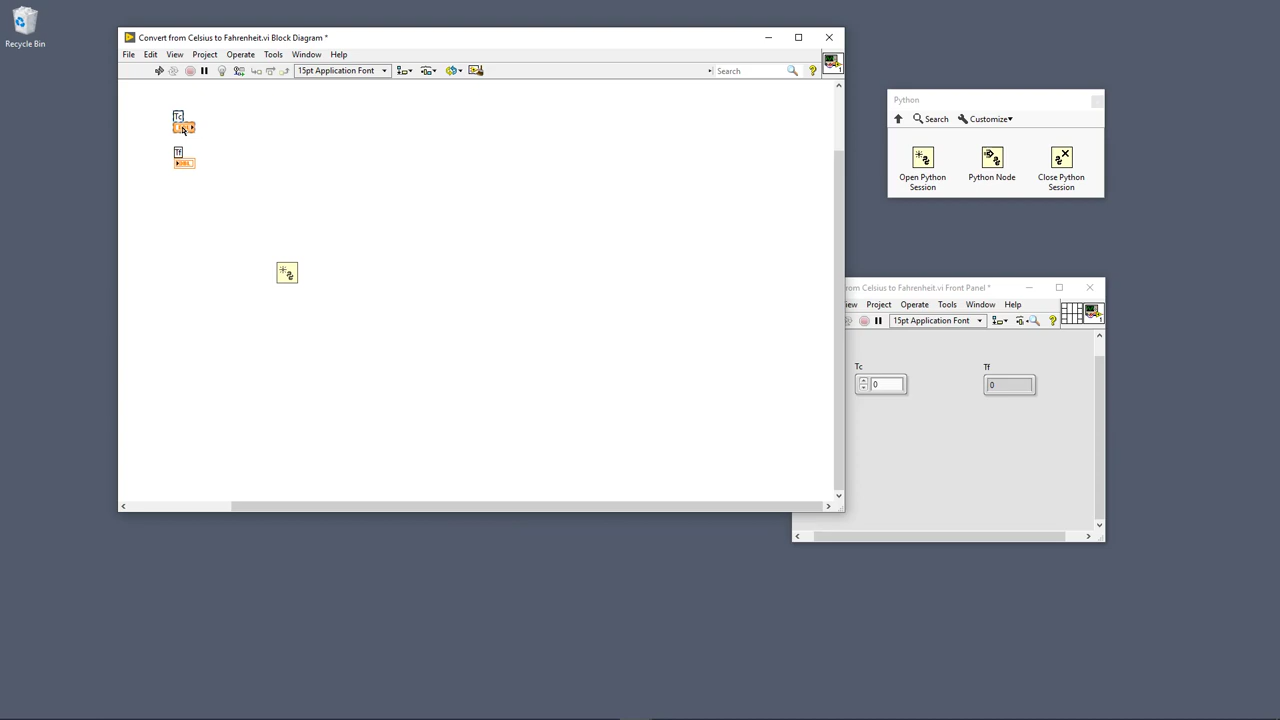 Recycle Bin
Convert from Celsius to Fahrenheit.vi Block Diagram *
File Edit View Project Operate Tools Window Help
15pt Application Font
Search
Tc
Tf
Python
Search Customize
Open Python Session
Python Node
Close Python Session
from Celsius to Fahrenheit.vi Front Panel *
iew Project Operate Tools Window Help
15pt Application Font
Tc
0
Tf
0